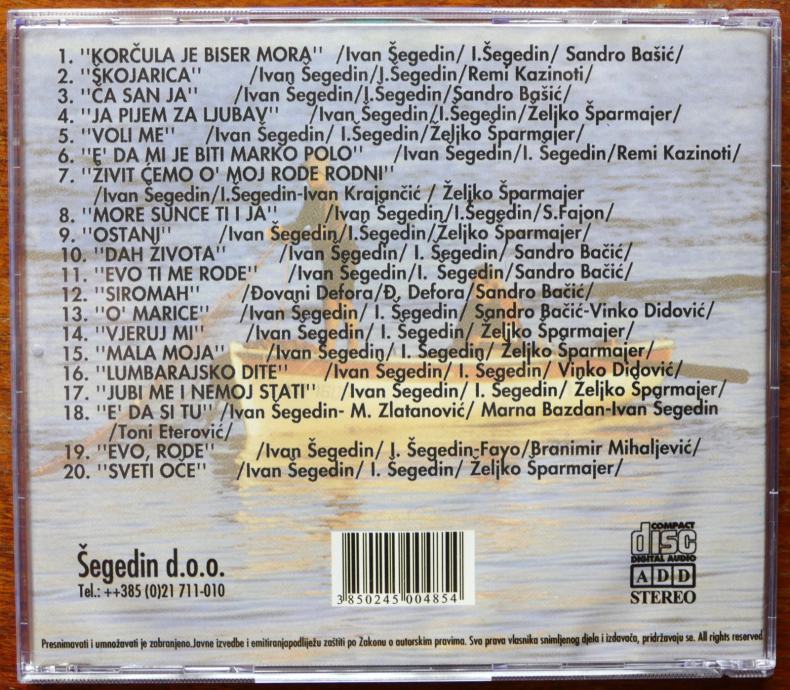 1. "KORČULA JE BISER MORA" /Ivan Šegedin/ I.Šegedin/ Sandro Bašić/
2. "ŠKOJARICA" /Ivan Šegedin/I.Šegedin/Remi Kazinoti/
3. "ČA SAN JA" /Ivan Šegedin/I.Šegedin/Sandro Bašić/
4. "JA PIJEM ZA LJUBAV" /Ivan Šegedin/I.Šegedin/Željko Šparmajer/
5. "VOLI ME" /Ivan Šegedin/ I.Šegedin/Željko Šparmajer/
6. "E' DA MI JE BITI MARKO POLO" /Ivan Šegedin/I. Šegedin/Remi Kazinoti/
7. "ŽIVIT ĆEMO O' MOJ RODE RODNI"
/Ivan Šegedin/I.Šegedin-Ivan Krajančić / Željko Šparmajer
8. "MORE SUNCE TI I JA" /Ivan Šegedin/I.Šegedin/S.Fajon/
9. "OSTANI" /Ivan Šegedin/I.Šegedin/Željko Šparmajer/
10. "DAH ŽIVOTA" /Ivan Šegedin/ I. Šegedin/ Sandro Bačić/
11. "EVO TI ME RODE" /Ivan Šegedin/I. Šegedin/Sandro Bačić/
12. "SIROMAH" /Đovani Defora/Đ. Defora/Sandro Bačić/
13. "O' MARICE" /Ivan Šegedin/ I. Šegedin/ Sandro Bačić-Vinko Didović/
14. "VJERUJ MI" /Ivan Šegedin/ I. Šegedin/ Željko Šparmajer/
15. "MALA MOJA" /Ivan Šegedin/ I. Šegedin/ Željko Šparmajer/
16. "LUMBARAJSKO DITE" /Ivan Šegedin/ I. Šegedin/ Vinko Didović/
17. "JUBI ME I NEMOJ STATI" /Ivan Šegedin/ I. Šegedin/ Željko Šparmajer/
18. "E' DA SI TU" /Ivan Šegedin- M. Zlatanović/ Marna Bazdan-Ivan Šegedin
/Toni Eterović/
19. "EVO, RODE" /Ivan Šegedin/ I. Šegedin-Fayo/Branimir Mihaljević/
20. "SVETI OČE" /Ivan Šegedin/ I. Šegedin/ Željko Šparmajer/
Šegedin d.o.o.
Tel.: ++385 (0)21 711-010
3 850245 004854
COMPACT
disc
DIGITAL AUDIO
ADD
STEREO
Presnimavati i umnožavati je zabranjeno.Javne izvedbe i emitiranjapodliježu zaštiti po Zakonu o autorskim pravima. Sva prava vlasnika snimljenog djela i izdavača, pridržavaju se. All rights reserved